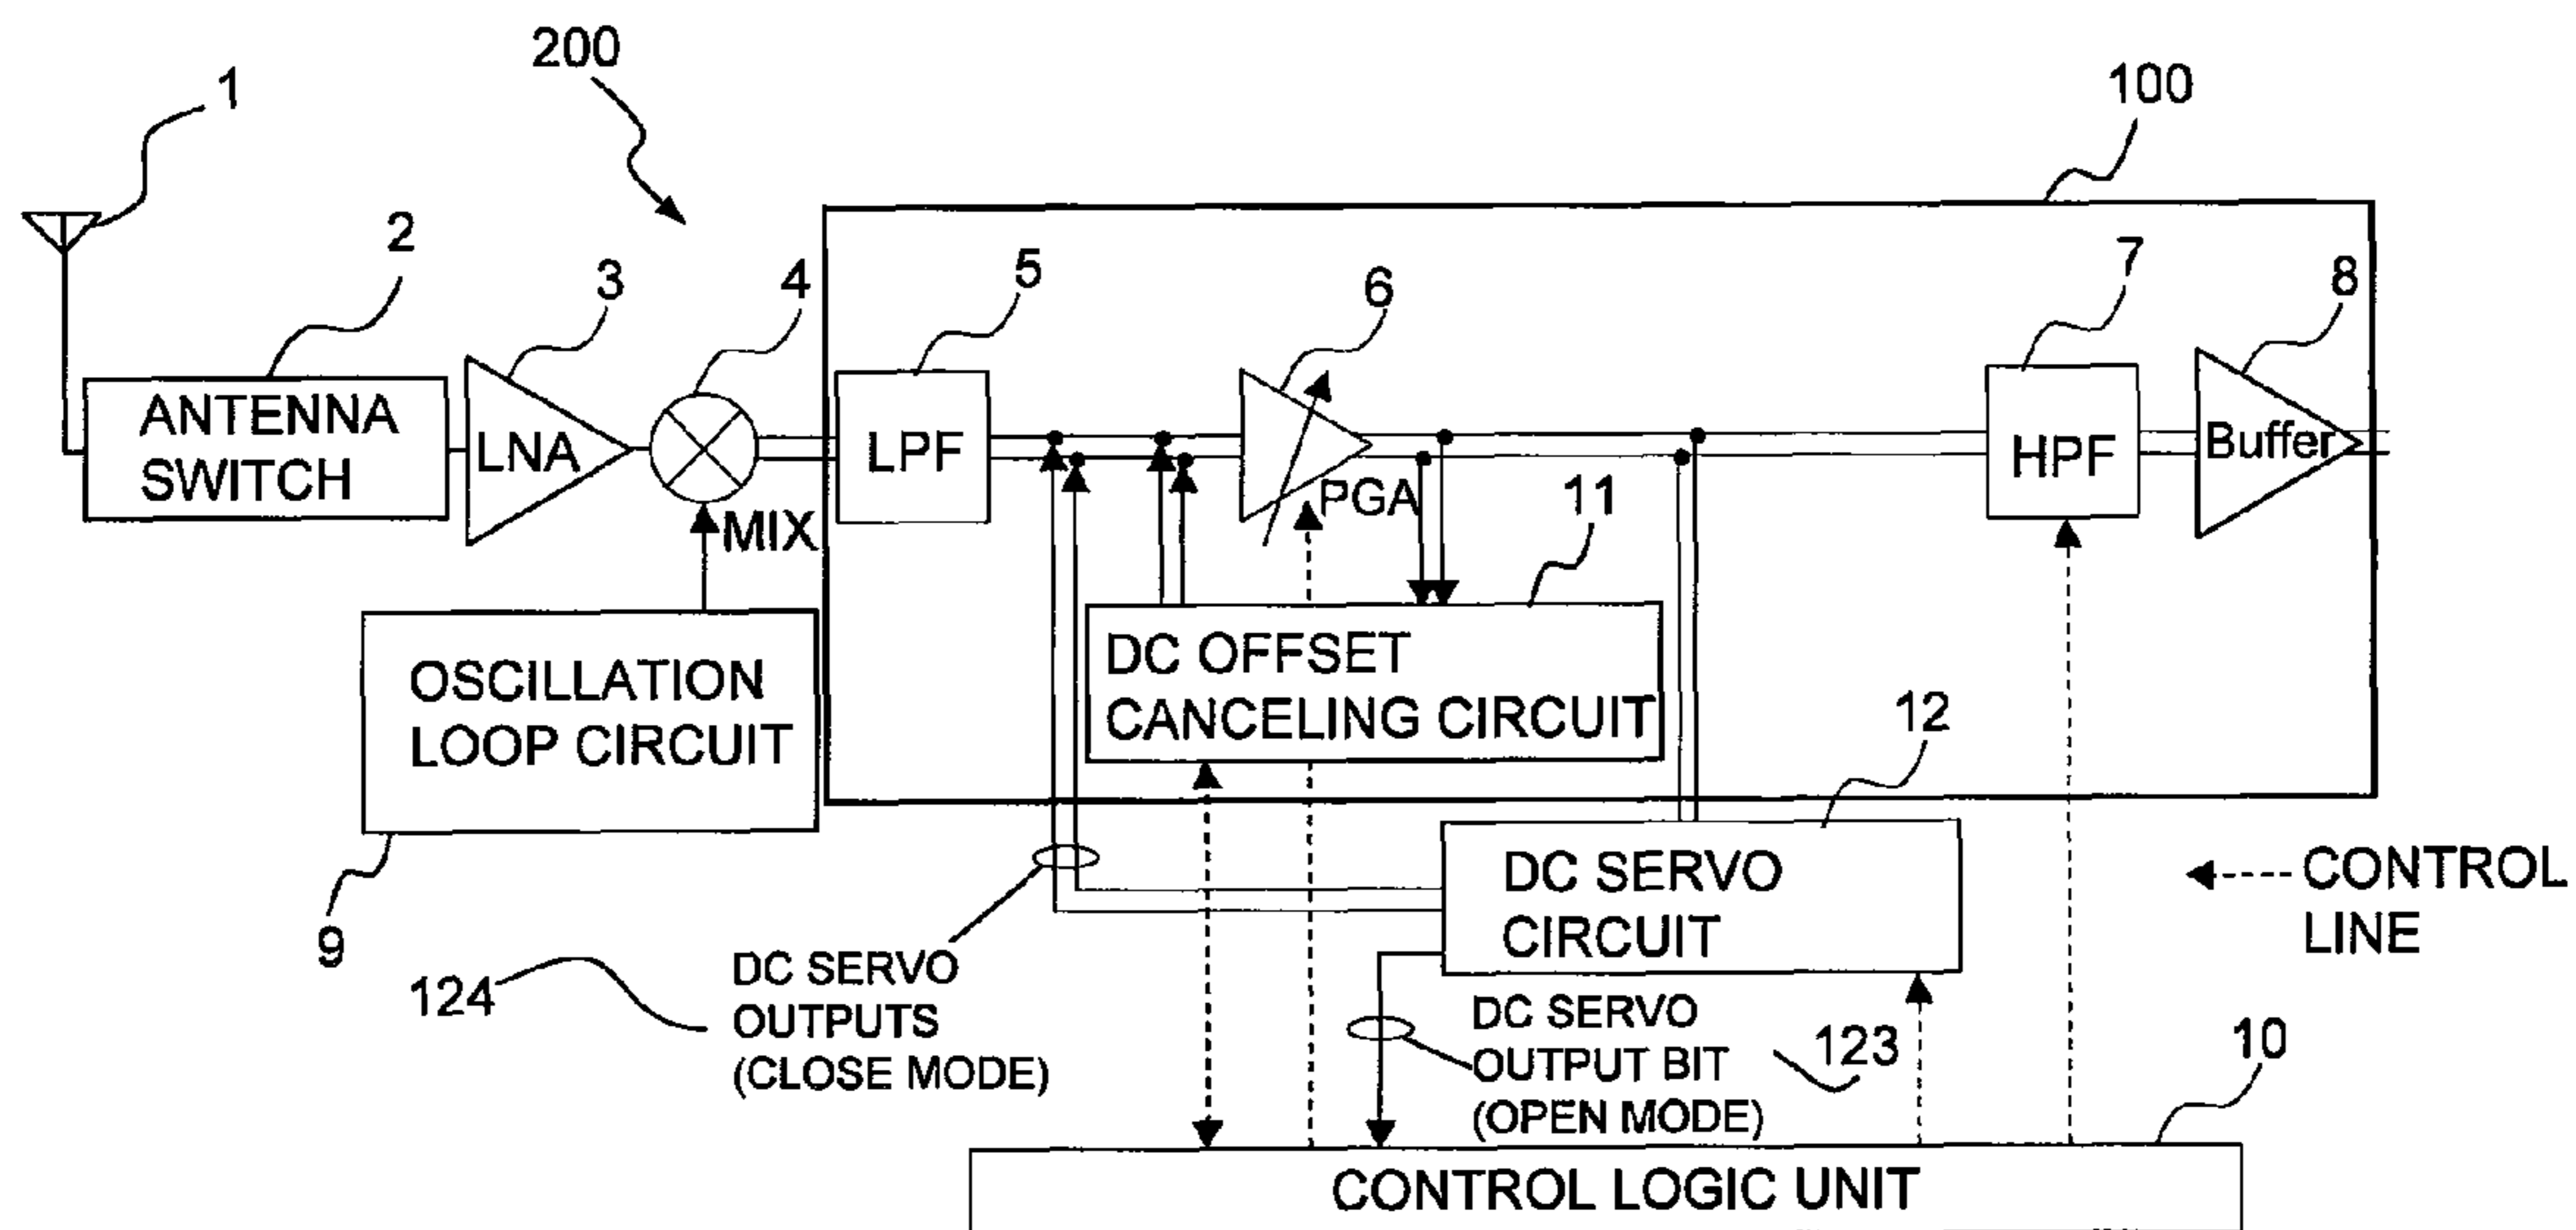 200
1
100
2
3
4
5
6
7
8
ANTENNA
SWITCH
LNA
MIX
LPF
PGA
HPF
Buffer
11
OSCILLATION
LOOP CIRCUIT
DC OFFSET
CANCELING CIRCUIT
12
9
DC SERVO
CIRCUIT
CONTROL
LINE
124
DC SERVO
OUTPUTS
(CLOSE MODE)
DC SERVO
OUTPUT BIT
(OPEN MODE)
123
10
CONTROL LOGIC UNIT